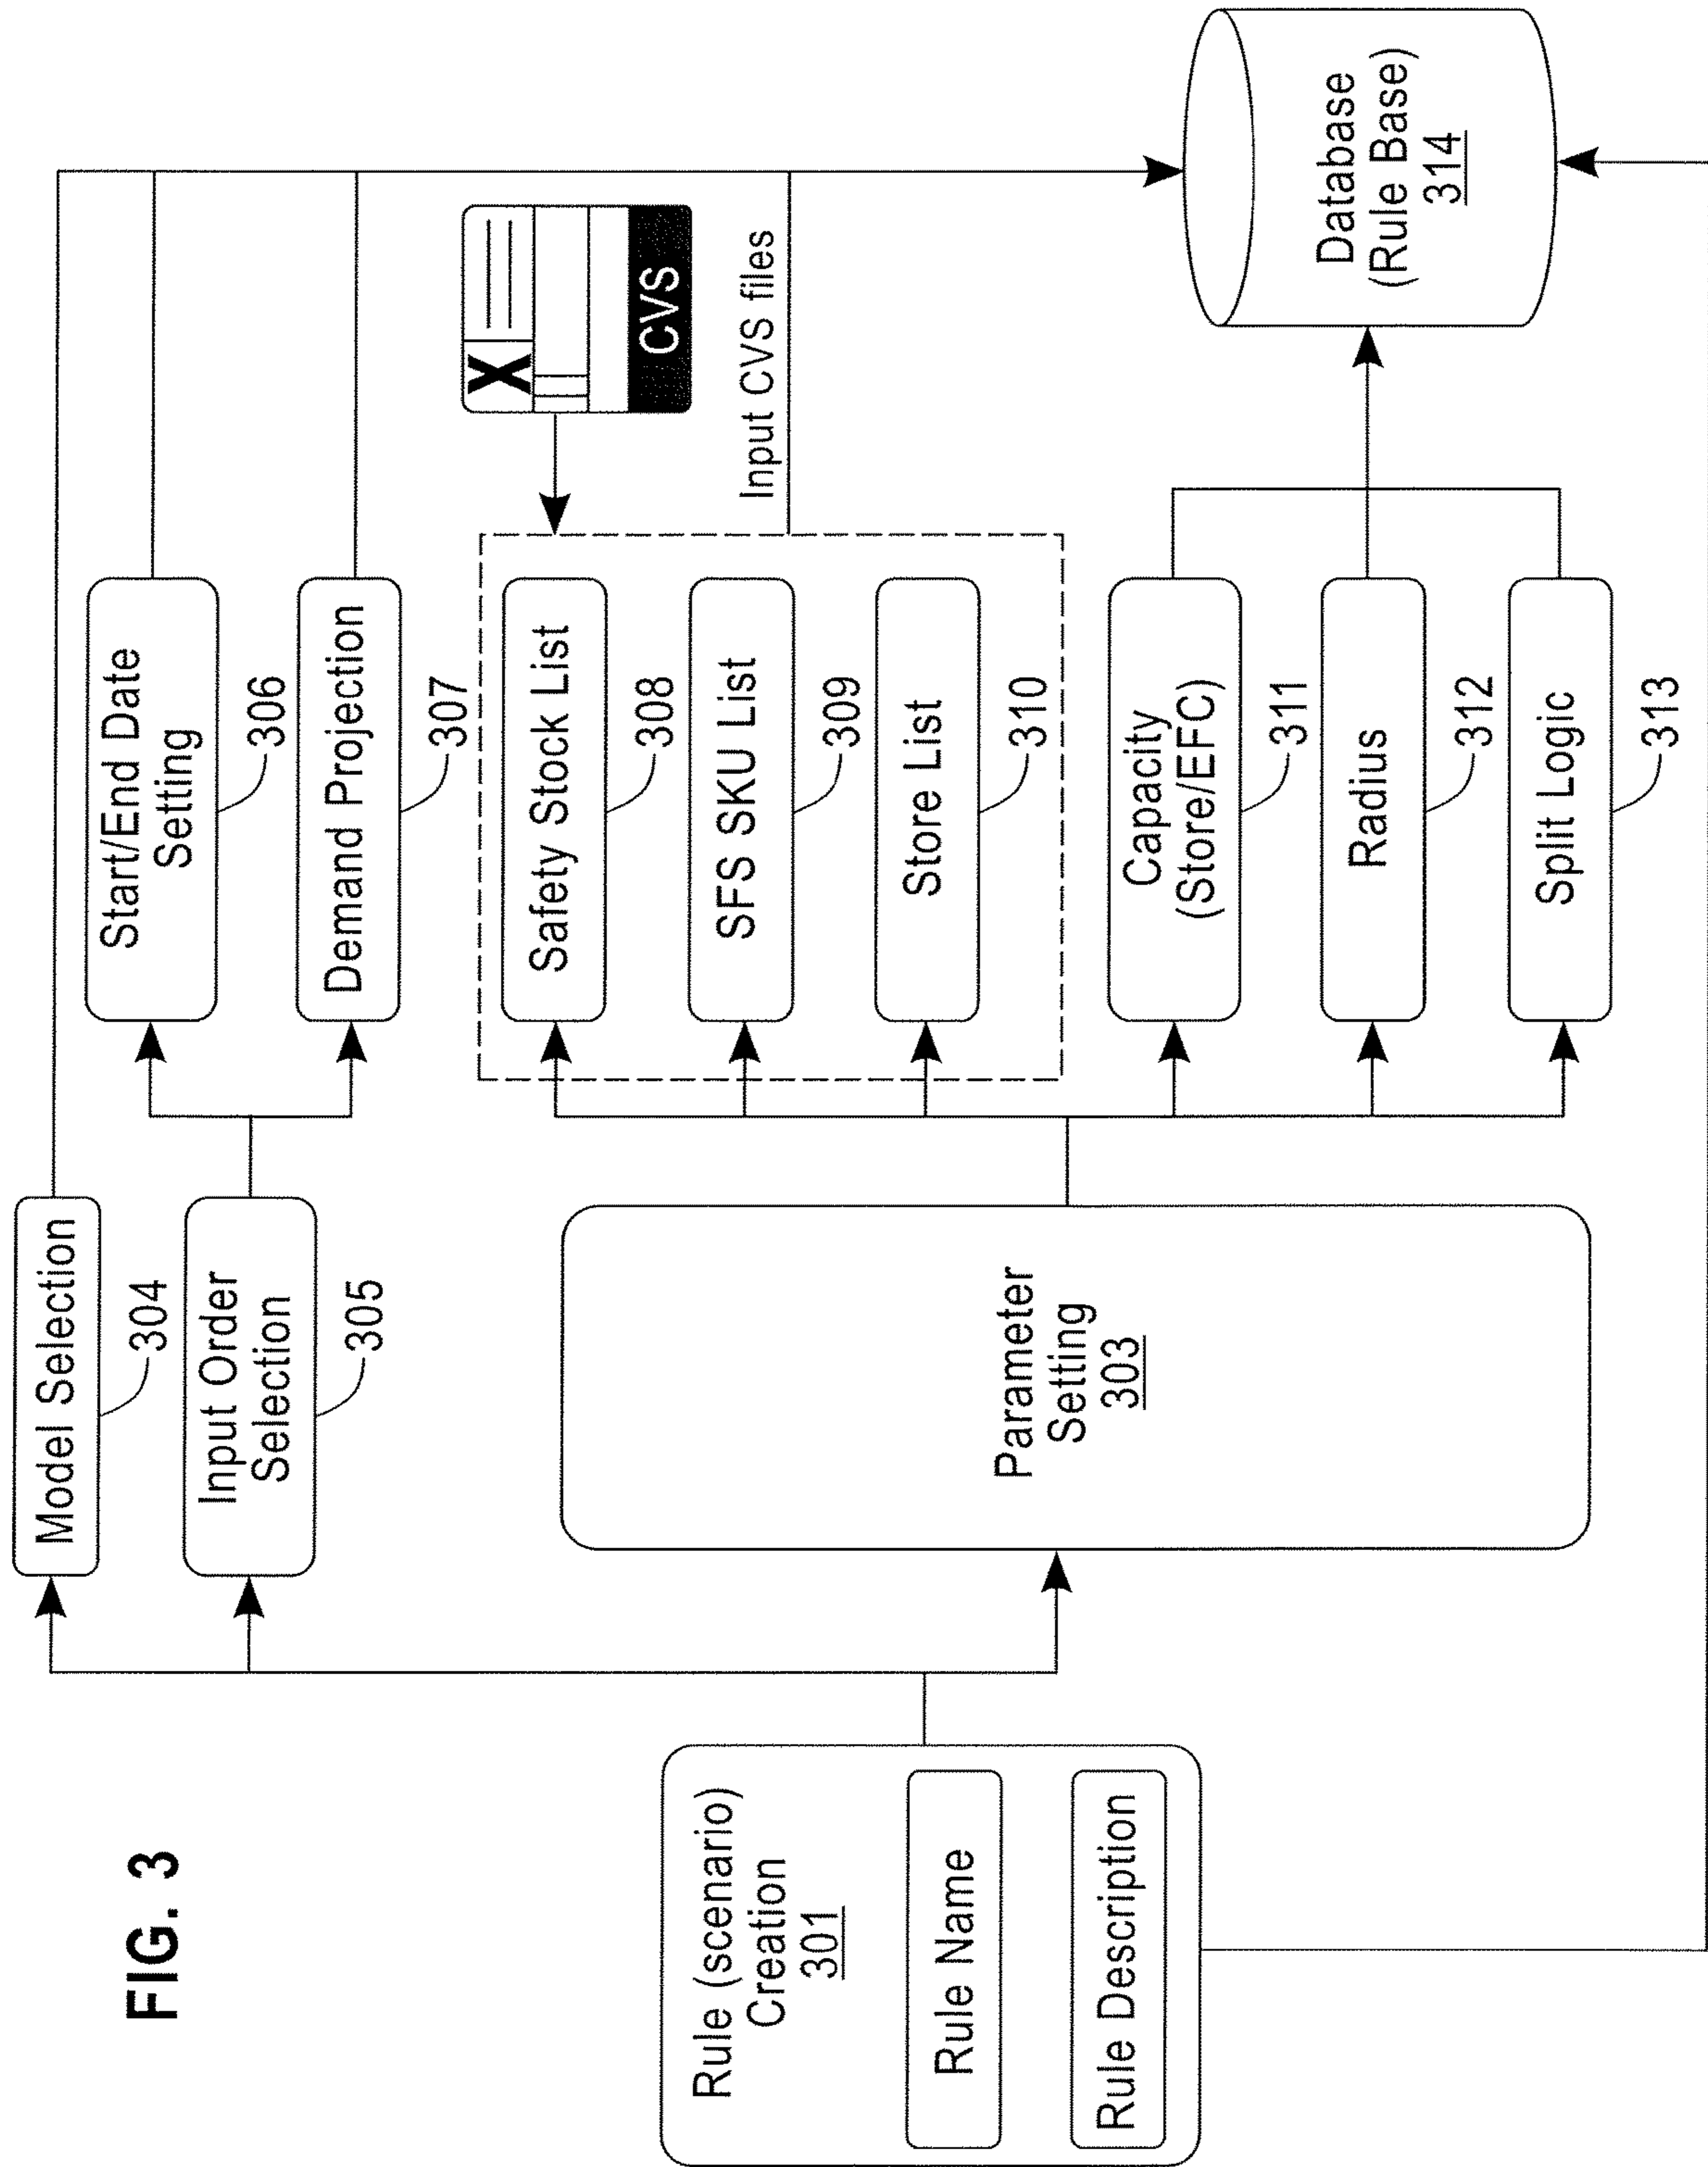 FIG. 3
Rule (scenario)
Creation
301
Rule Name
Rule Description
Model Selection
304
Input Order
Selection
305
Parameter
Setting
303
Start/End Date
Setting
306
Demand Projection
307
Safety Stock List
308
SFS SKU List
309
Store List
310
Capacity
(Store/EFC)
311
Radius
312
Split Logic
313
X
CVS
Input CVS files
Database
(Rule Base)
314